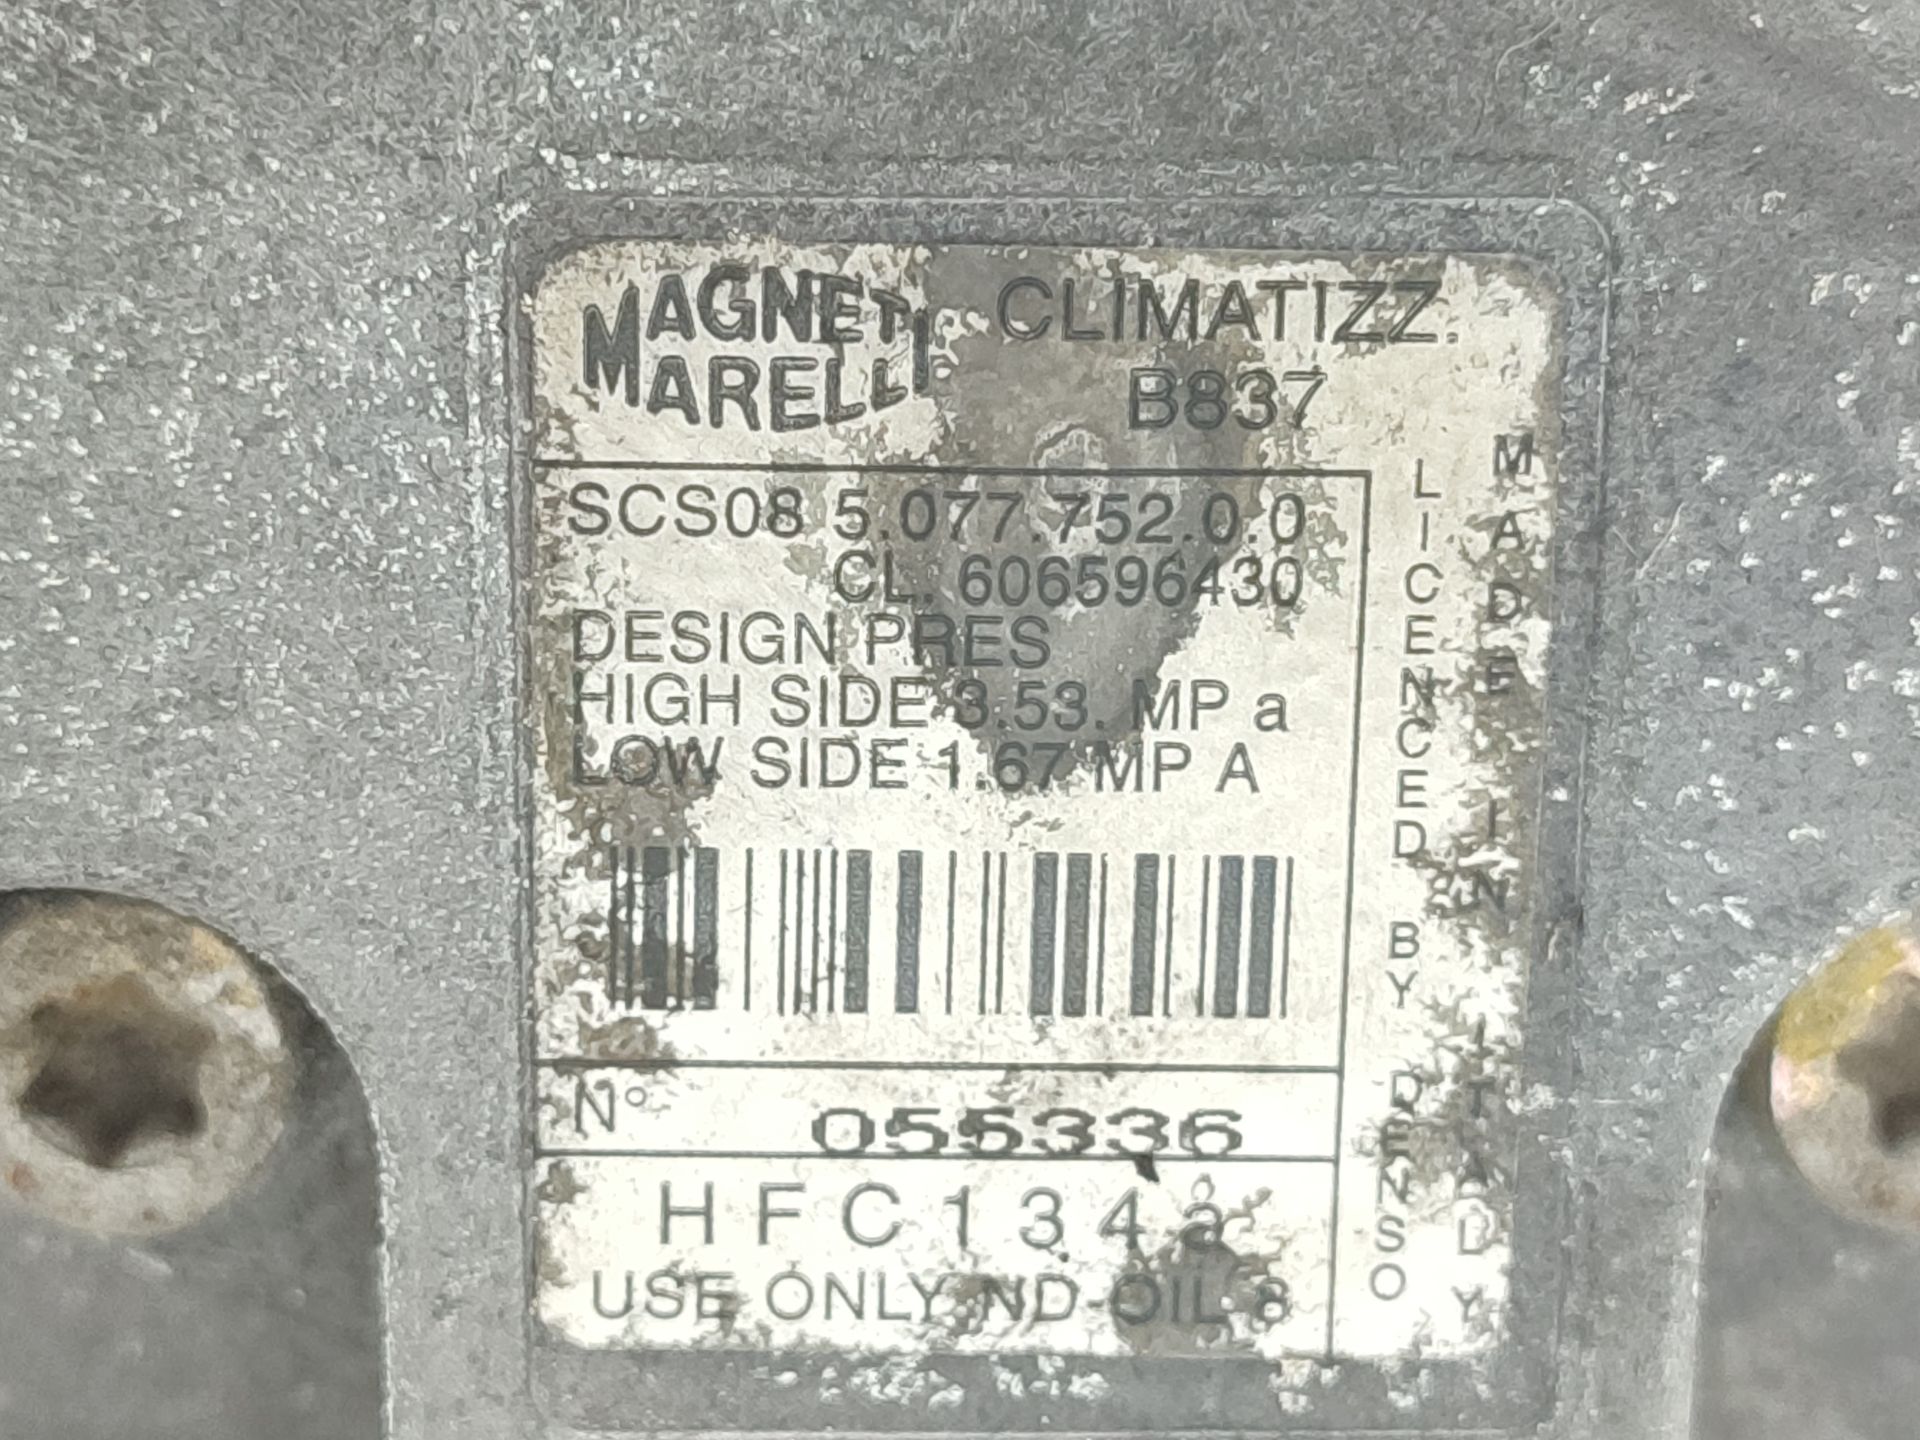 MAGNETI MARELLI
CLIMATIZZ.
B837
SCS08 5.077.752.0.0
CL. 606596430
DESIGN PRES
HIGH SIDE 3.53. MP a
LOW SIDE 1.67 MP A
N° 055336
HFC134a
USE ONLY ND-OIL 8
LICENCED BY DENSO
MADE IN ITALY